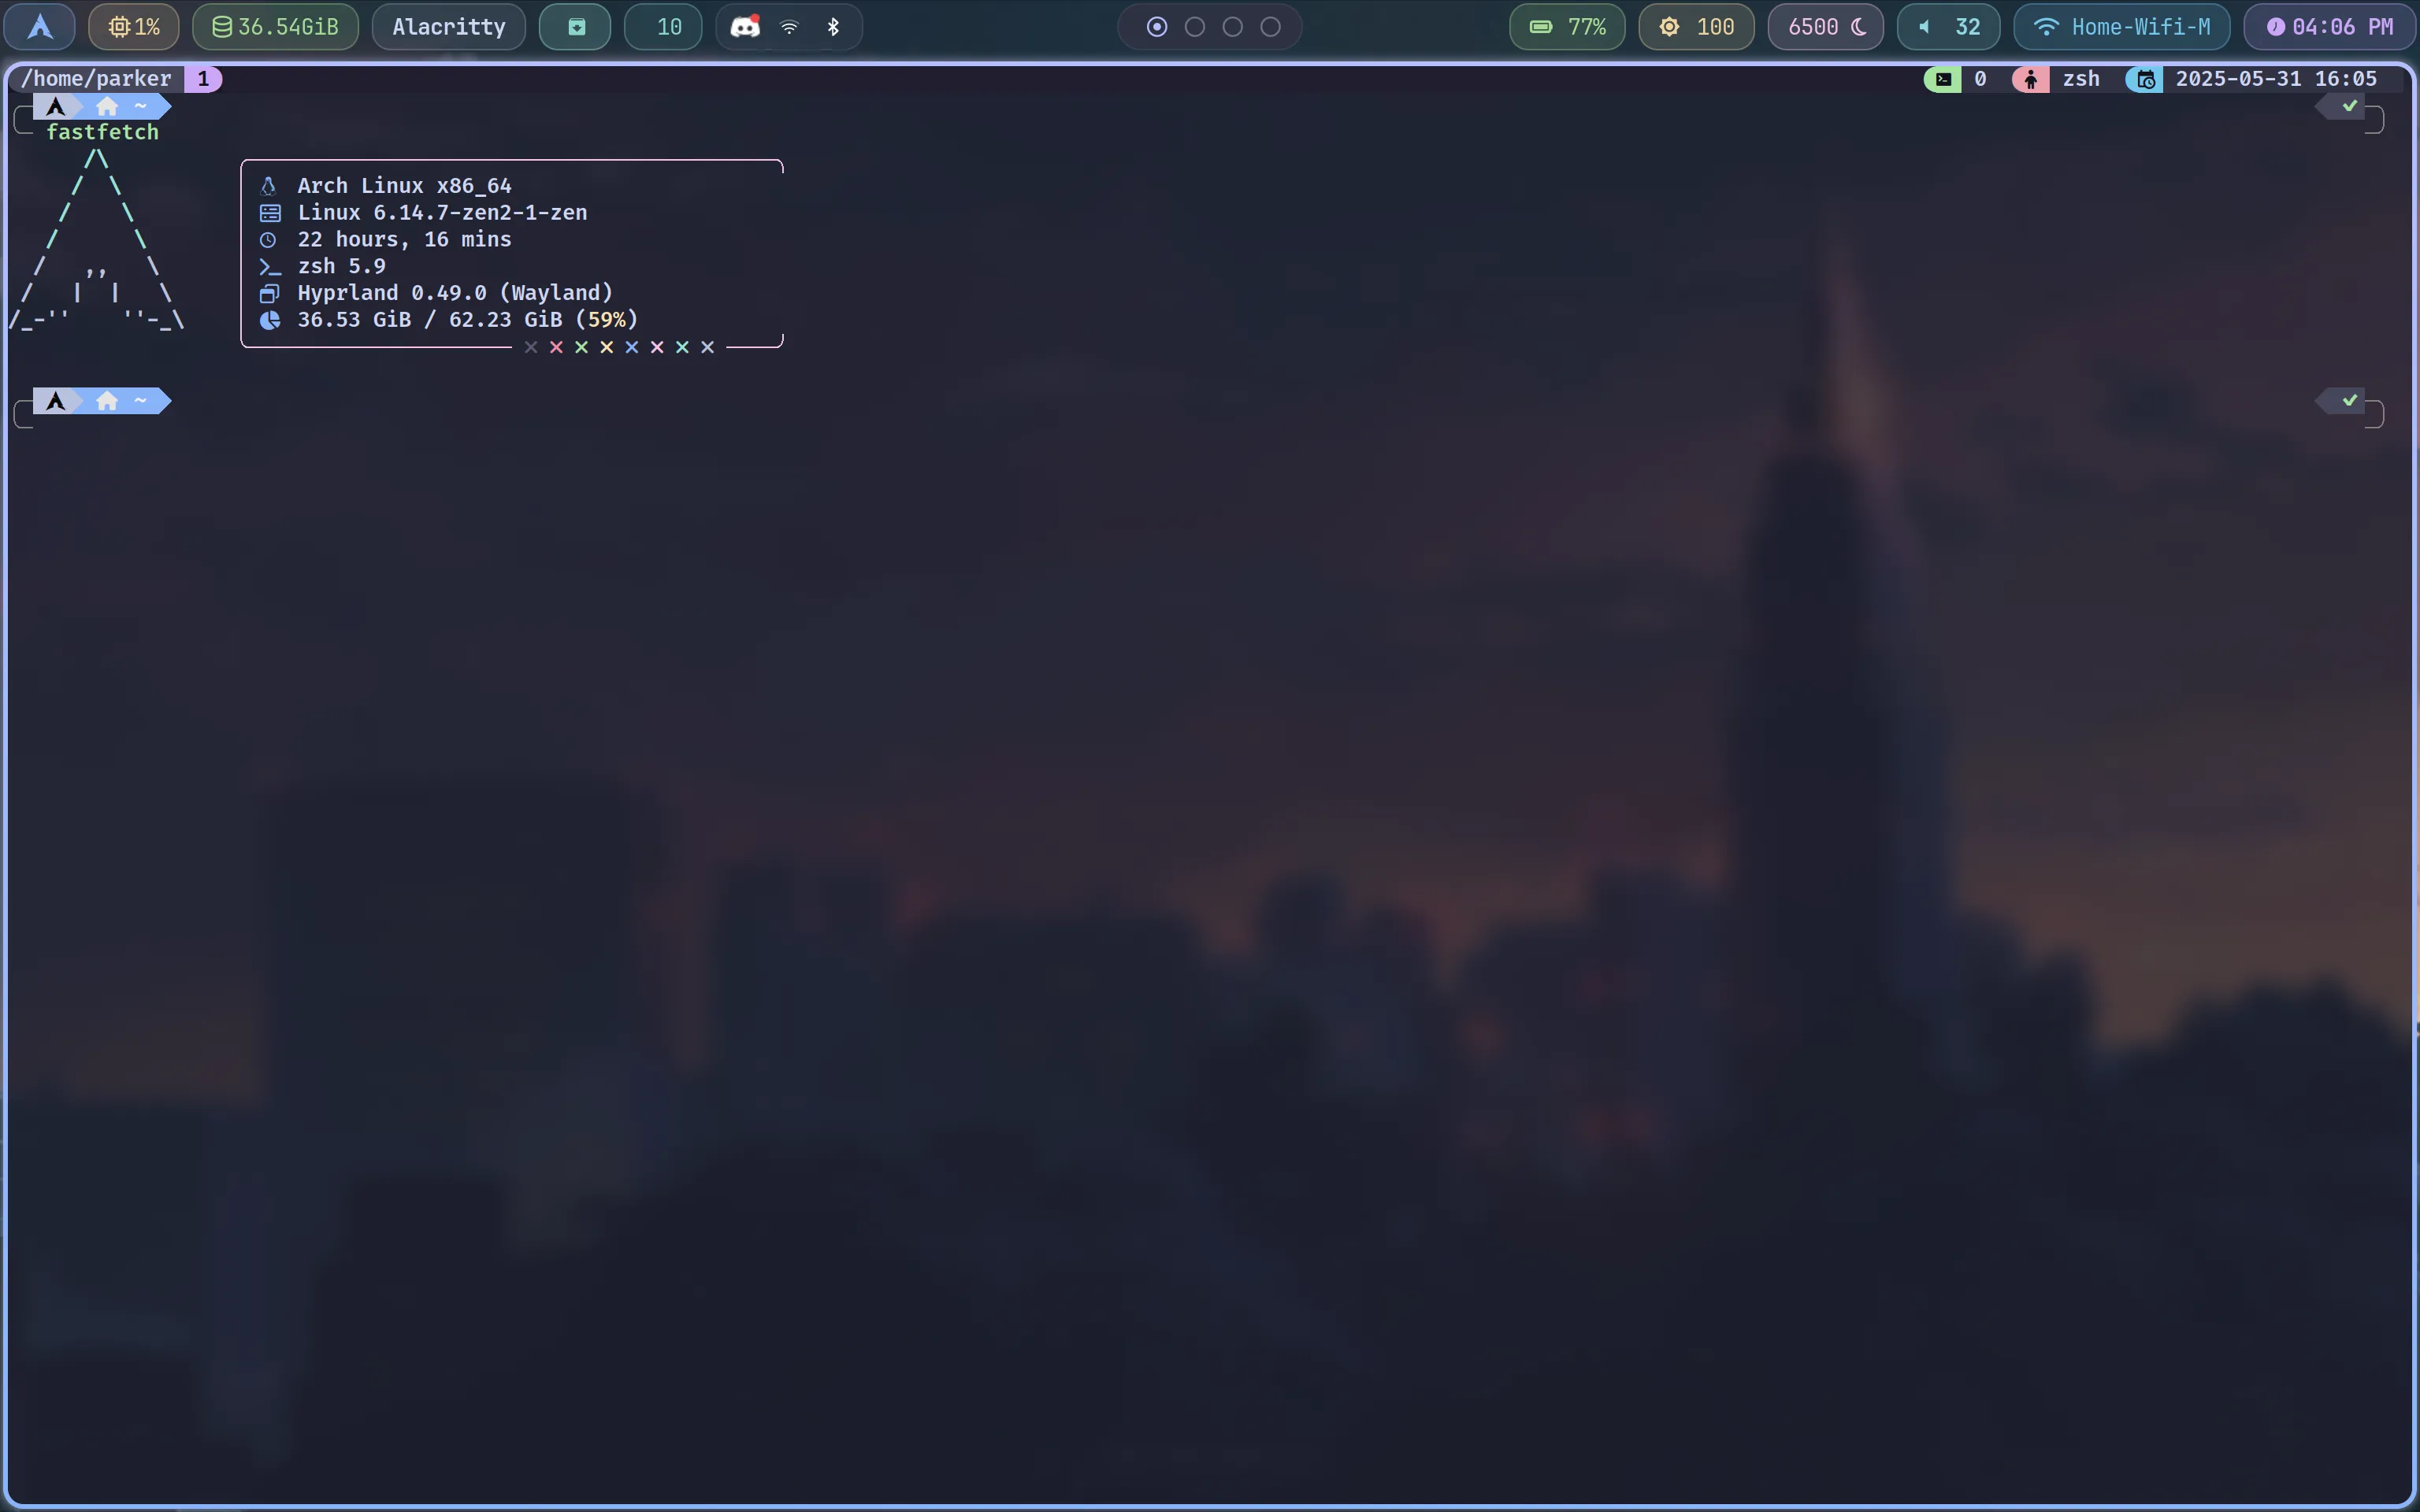 1% 36.54GiB Alacritty 10 77% 100 6500 32 Home-Wifi-M 04:06 PM
/home/parker 1 0 zsh 2025-05-31 16:05
~
fastfetch
/\
/ \
/ \
/ \
/ ,, \
/ | | \
/_-'' ''-_\
Arch Linux x86_64
Linux 6.14.7-zen2-1-zen
22 hours, 16 mins
zsh 5.9
Hyprland 0.49.0 (Wayland)
36.53 GiB / 62.23 GiB (59%)
~